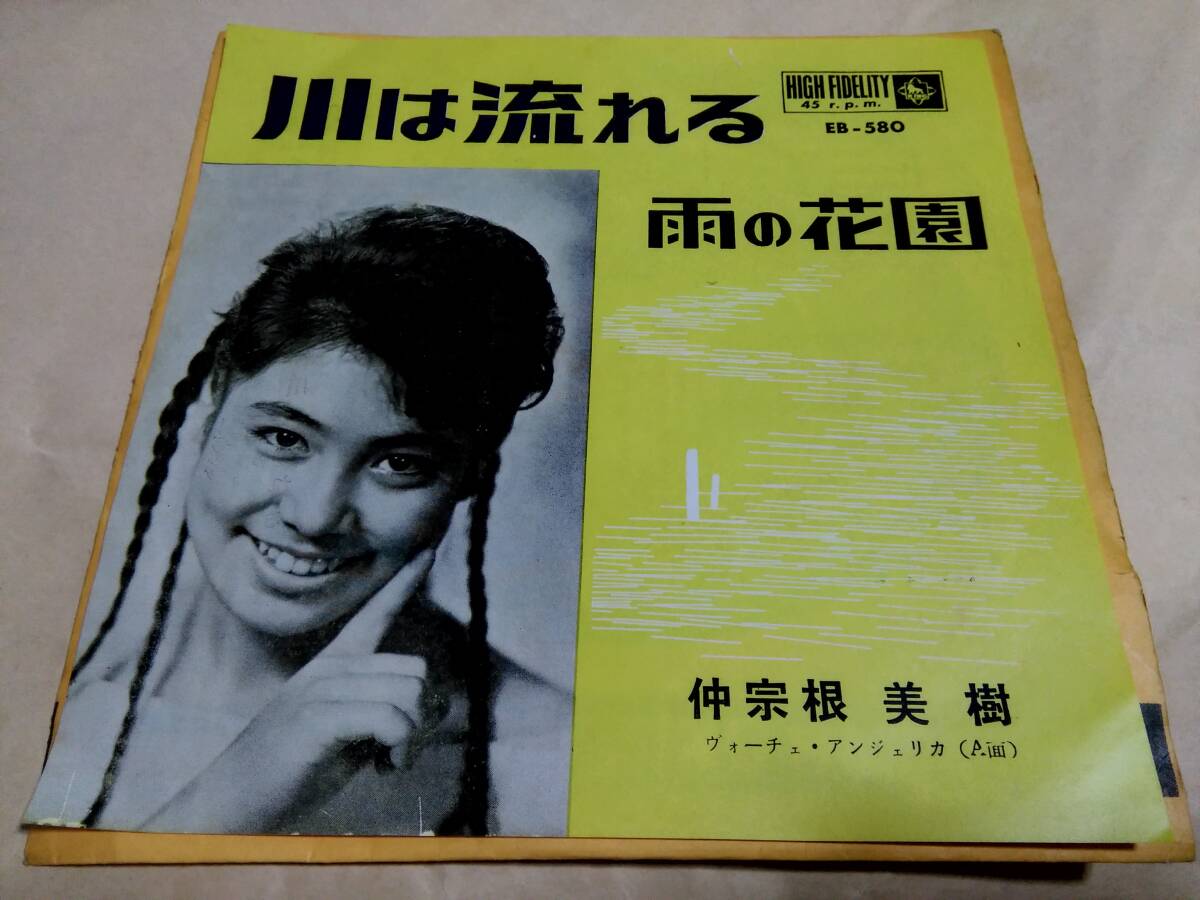 川は流れる
HIGH FIDELITY
45 r.p.m.
EB-580
雨の花園
仲宗根 美樹
ヴォーチェ・アンジェリカ (A面)